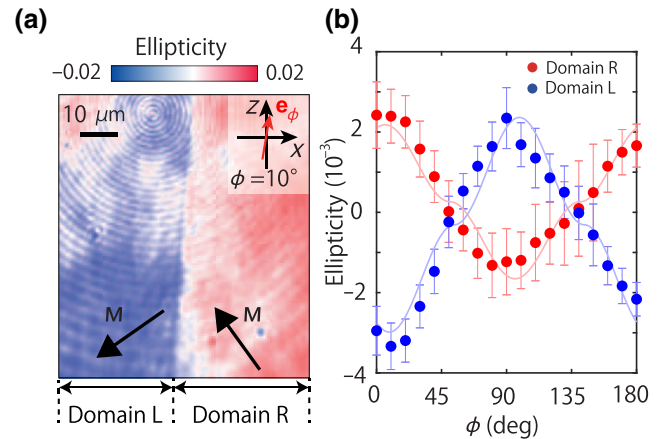 (a)
Ellipticity
−0.02
0.02
10 μm
z
eϕ
x
ϕ =10°
M
M
Domain L
Domain R
(b)
Domain R
Domain L
Ellipticity (10⁻³)
4
2
0
−2
−4
0
45
90
135
180
ϕ (deg)